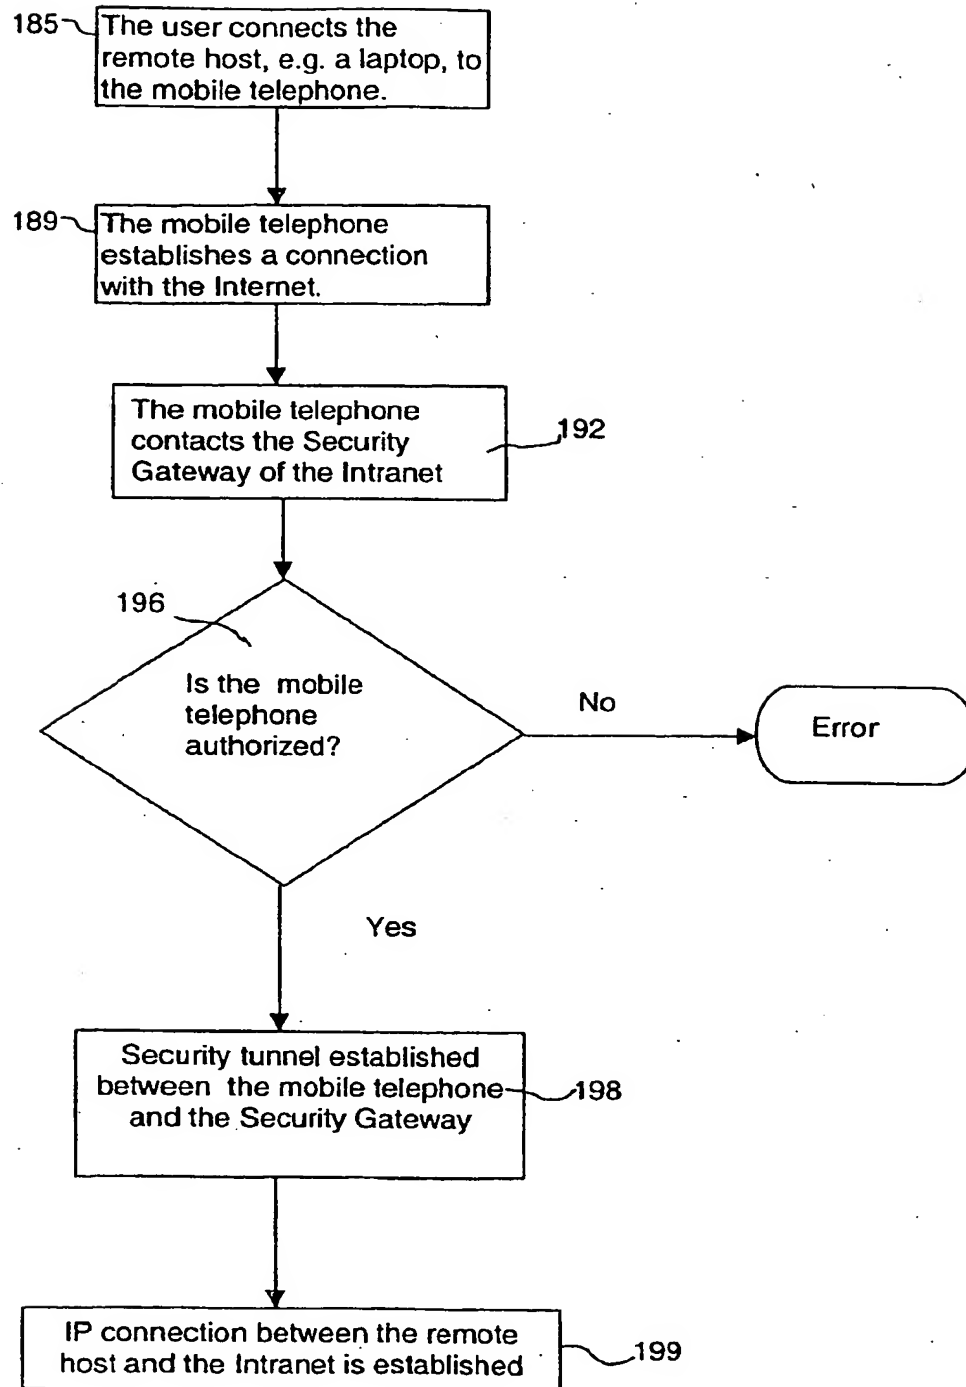 185
The user connects the
remote host, e.g. a laptop, to
the mobile telephone.
189
The mobile telephone
establishes a connection
with the Internet.
The mobile telephone
contacts the Security
Gateway of the Intranet
192
196
Is the mobile
telephone
authorized?
No
Error
Yes
Security tunnel established
between the mobile telephone
and the Security Gateway
198
IP connection between the remote
host and the Intranet is established
199